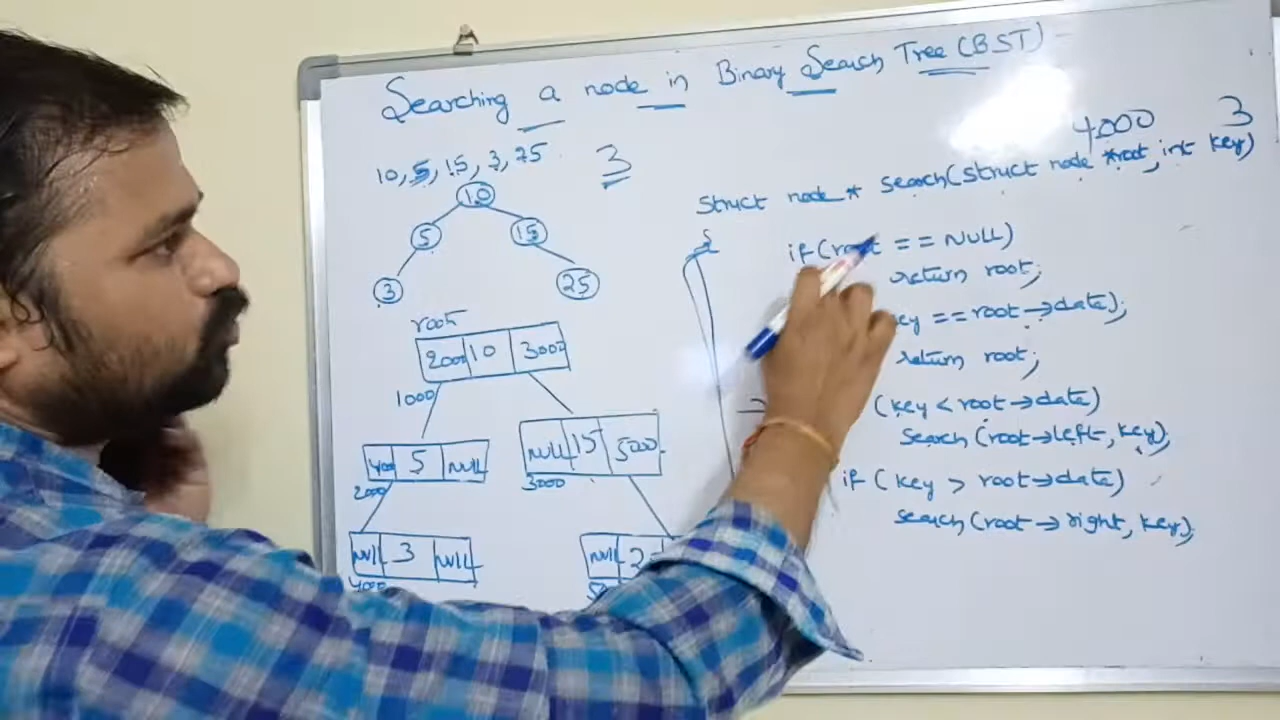 Searching a node in Binary Search Tree (BST)
10, 5, 15, 3, 25
3
10
5
15
3
25
root
2000 10 3000
1000
400 5 NULL
2000
NULL 15 5000
3000
NULL 3 NULL
4000
NULL
4000 3
struct node * search(struct node *root, int key)
{
if(root == NULL)
return root;
key == root->data);
return root;
(key < root->data)
search (root->left, key);
if (key > root->data)
search(root->right, key);